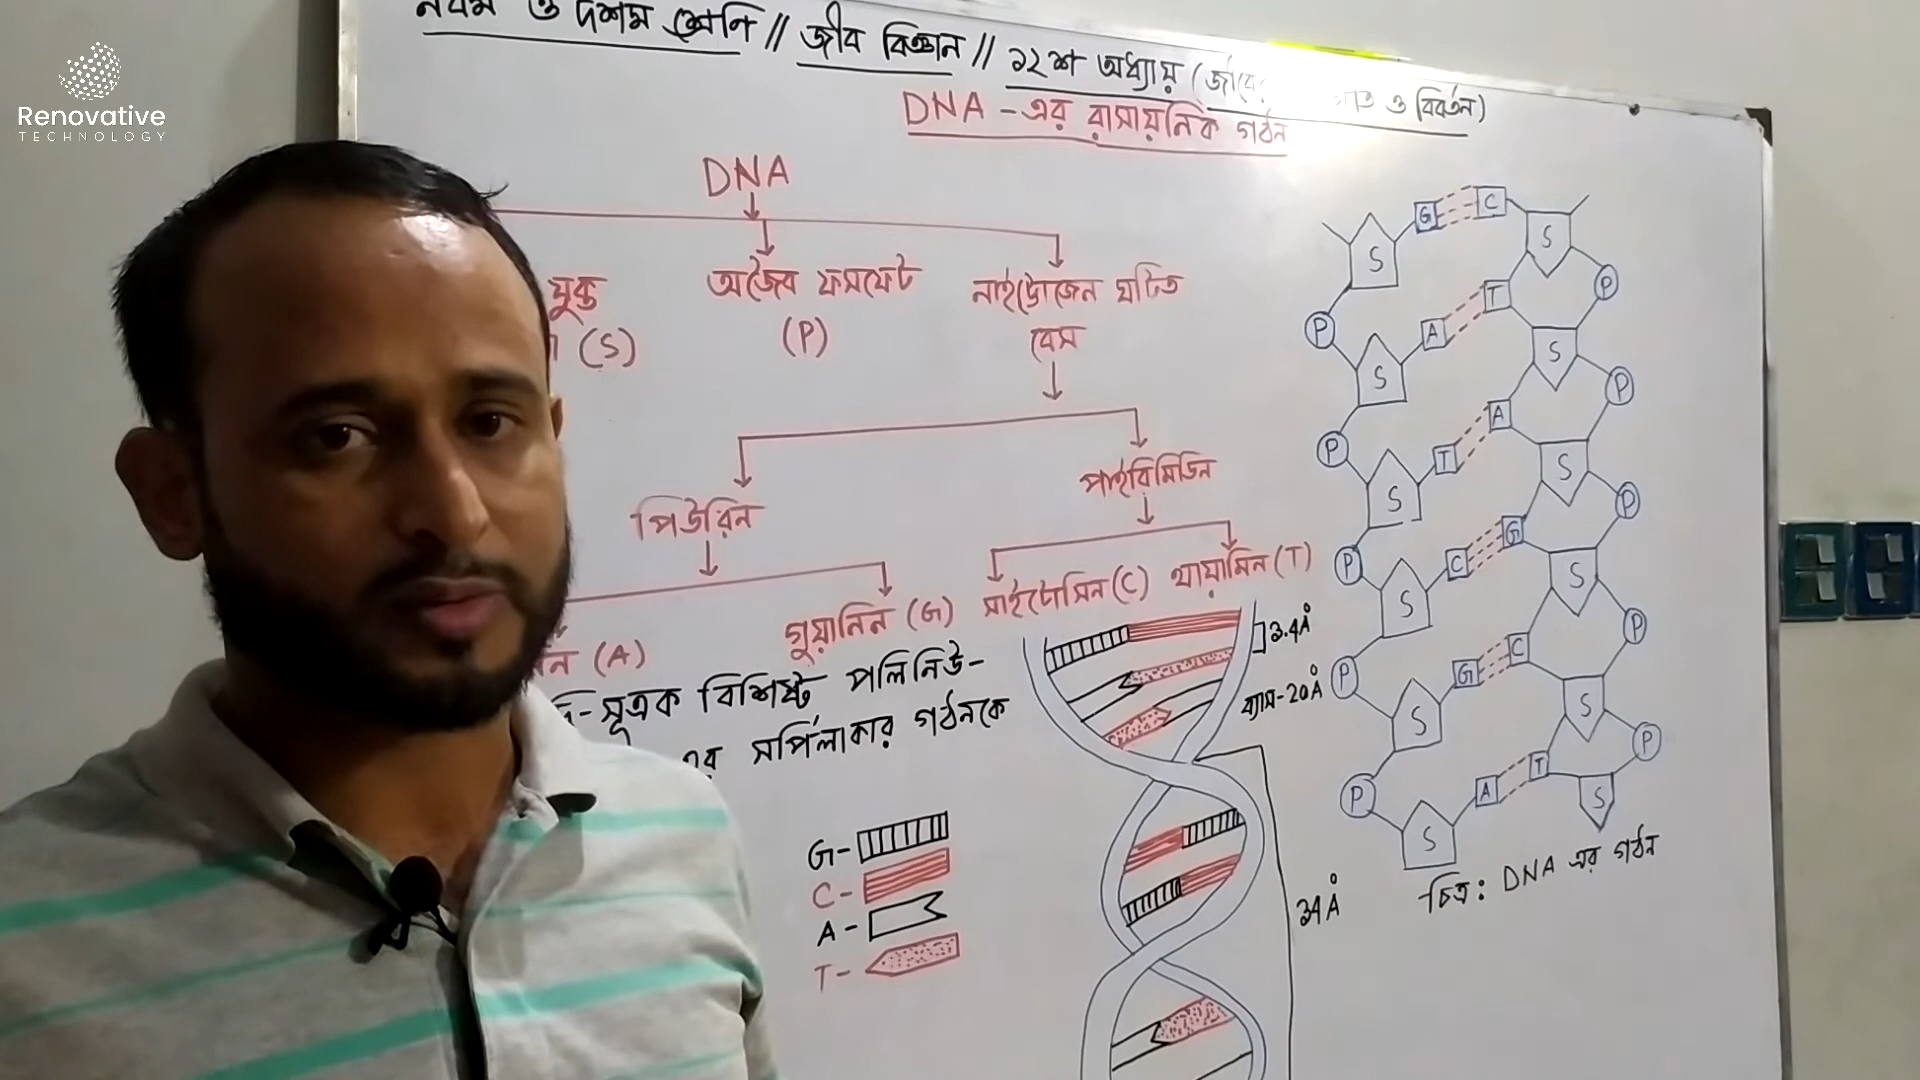 Renovative
TECHNOLOGY
নবম ও দশম শ্রেণি // জীব বিজ্ঞান // ১২শ অধ্যায় (জীবের ও বিবর্তন)
DNA-এর রাসায়নিক গঠন
DNA
যুক্ত
(S)
অজৈব ফসফেট
(P)
নাইট্রোজেন ঘটিত
বেস
পিউরিন
পাইরিমিডিন
(A)
গুয়ানিন (G)
সাইটোসিন (C)
থায়ামিন (T)
দ্বি-সূত্রক বিশিষ্ট পলিনিউ-
এর সর্পিলাকার গঠনকে
G-
C-
A-
T-
3.4Å
ব্যাস-20Å
34Å
S G C S
P A T P
S S
P T A P
S S
P C G P
S S
P G C P
S S
P A T P
S S
চিত্র: DNA এর গঠন